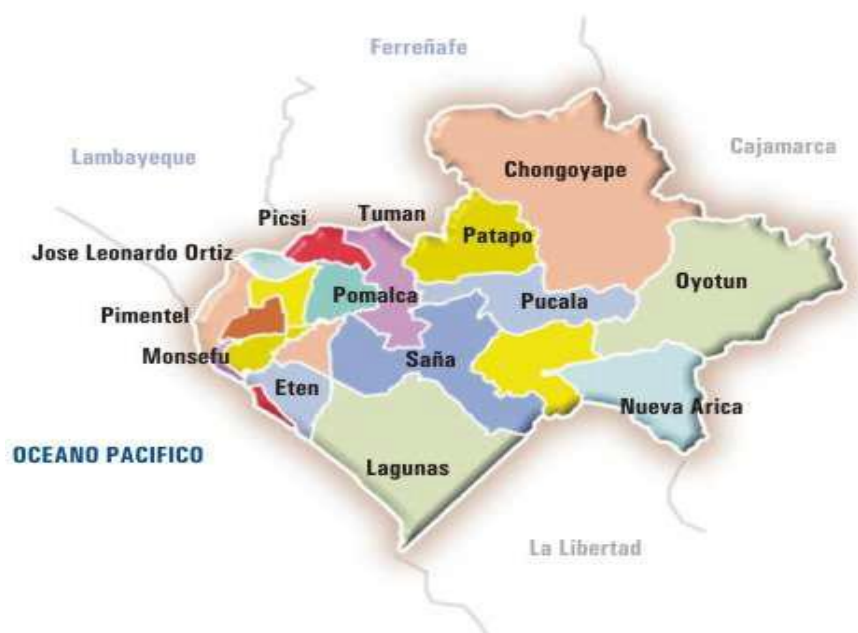 Ferreñafe
Cajamarca
Lambayeque
Chongoyape
Picsi
Tuman
Patapo
Jose Leonardo Ortiz
Oyotun
Pomalca
Pucala
Pimentel
Monsefu
Saña
Eten
Nueva Arica
OCEANO PACIFICO
Lagunas
La Libertad